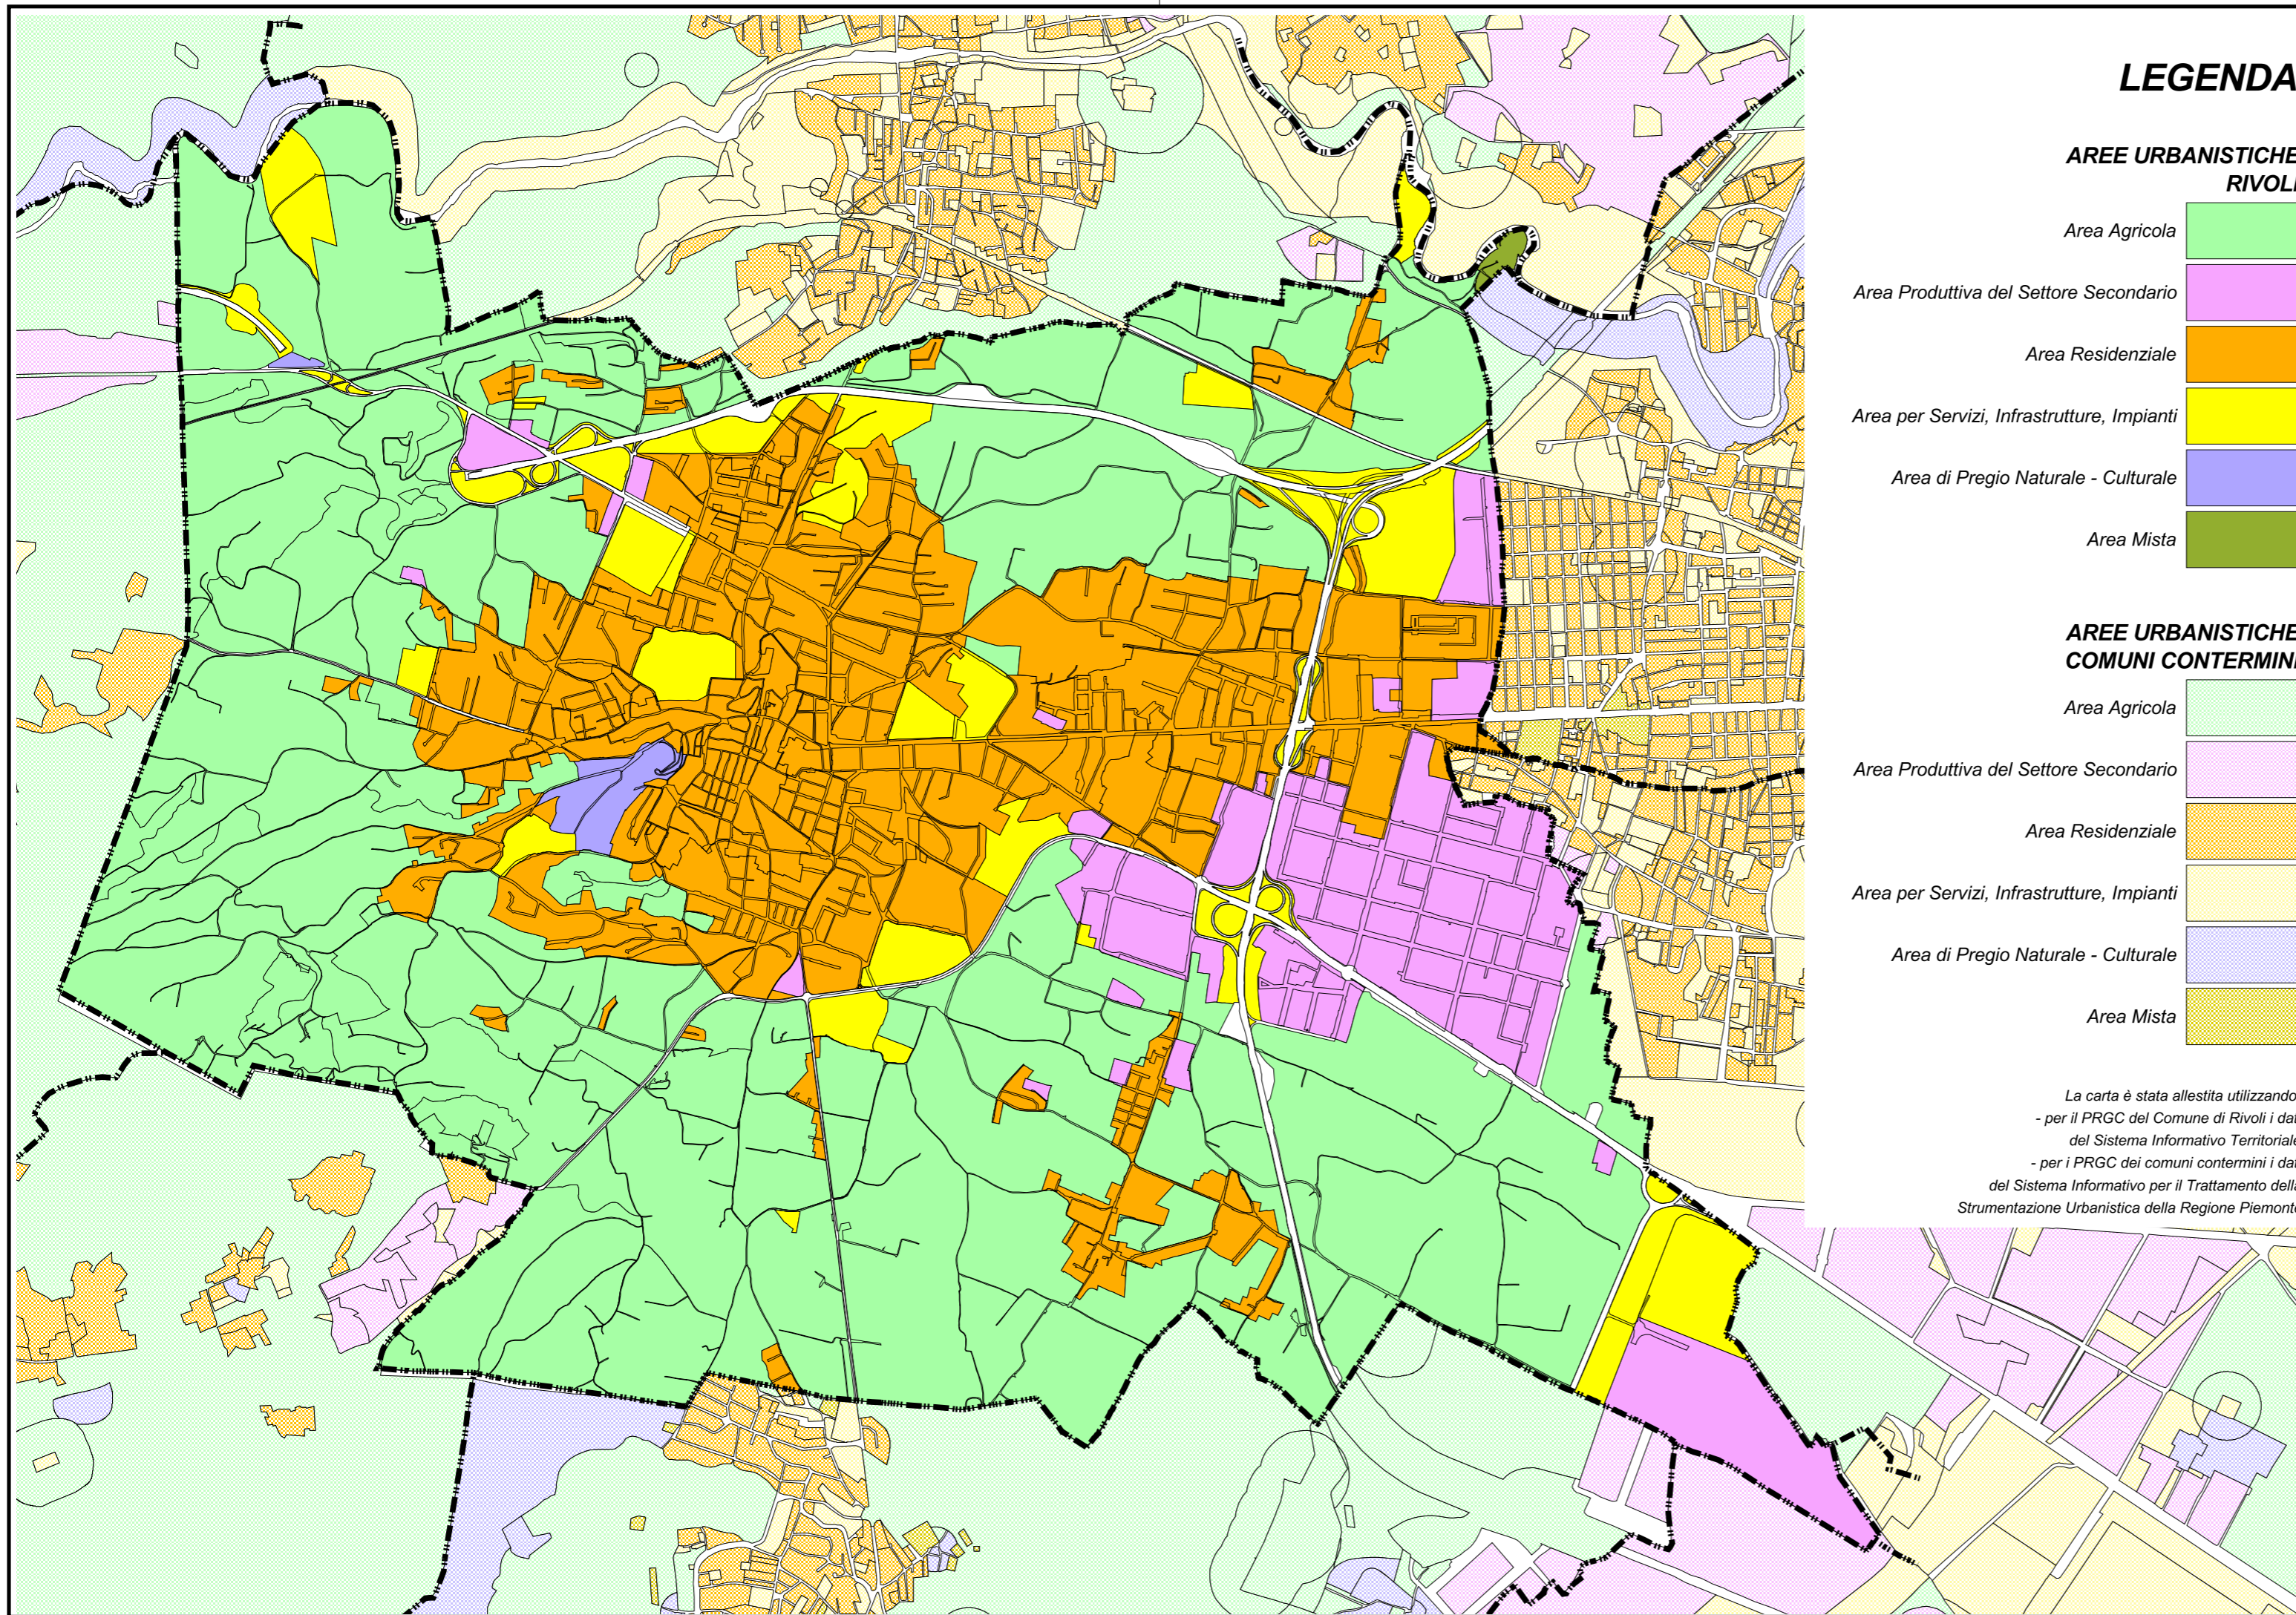 LEGENDA
AREE URBANISTICHE
RIVOLI
Area Agricola
Area Produttiva del Settore Secondario
Area Residenziale
Area per Servizi, Infrastrutture, Impianti
Area di Pregio Naturale - Culturale
Area Mista
AREE URBANISTICHE
COMUNI CONTERMINI
Area Agricola
Area Produttiva del Settore Secondario
Area Residenziale
Area per Servizi, Infrastrutture, Impianti
Area di Pregio Naturale - Culturale
Area Mista
La carta è stata allestita utilizzando
- per il PRGC del Comune di Rivoli i dat
del Sistema Informativo Territoriale
- per i PRGC dei comuni contermini i dat
del Sistema Informativo per il Trattamento della
Strumentazione Urbanistica della Regione Piemonte